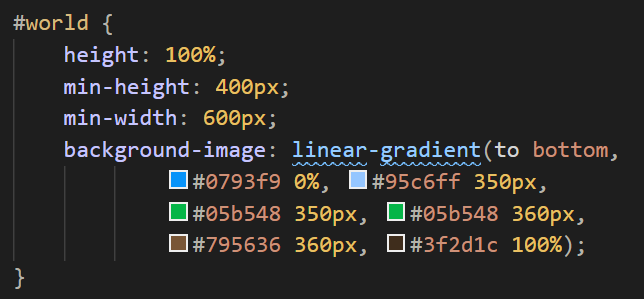 #world {
    height: 100%;
    min-height: 400px;
    min-width: 600px;
    background-image: linear-gradient(to bottom,
            #0793f9 0%, #95c6ff 350px,
            #05b548 350px, #05b548 360px,
            #795636 360px, #3f2d1c 100%);
}